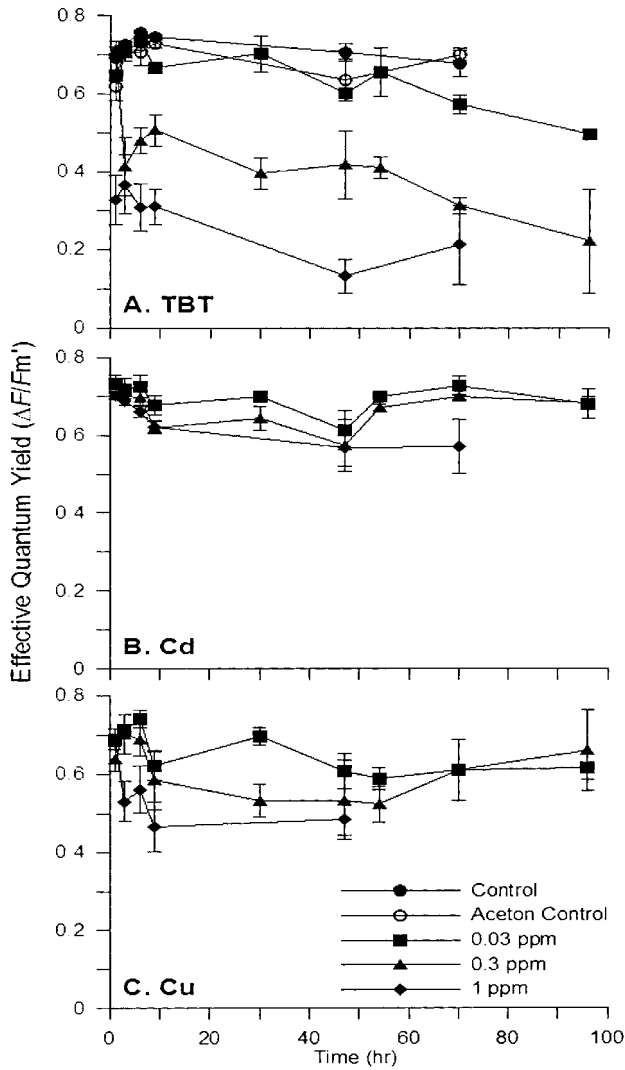 0.8
0.6
0.4
0.2
0
A. TBT
0.8
0.6
0.4
0.2
0
B. Cd
Effective Quantum Yield (ΔF/Fm')
0.8
0.6
0.4
0.2
0
Control
Aceton Control
0.03 ppm
0.3 ppm
1 ppm
C. Cu
0 20 40 60 80 100
Time (hr)